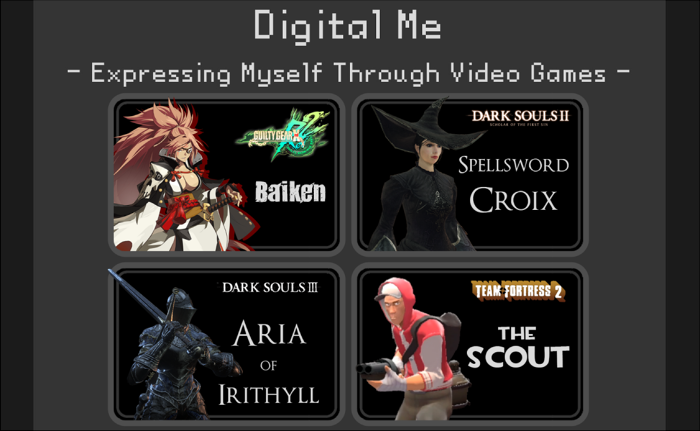 Digital Me
- Expressing Myself Through Video Games -
GUILTY GEAR
Baiken
DARK SOULS II
SCHOLAR OF THE FIRST SIN
SPELLSWORD
CROIX
DARK SOULS III
ARIA
OF
IRITHYLL
TEAM FORTRESS 2
THE
SCOUT